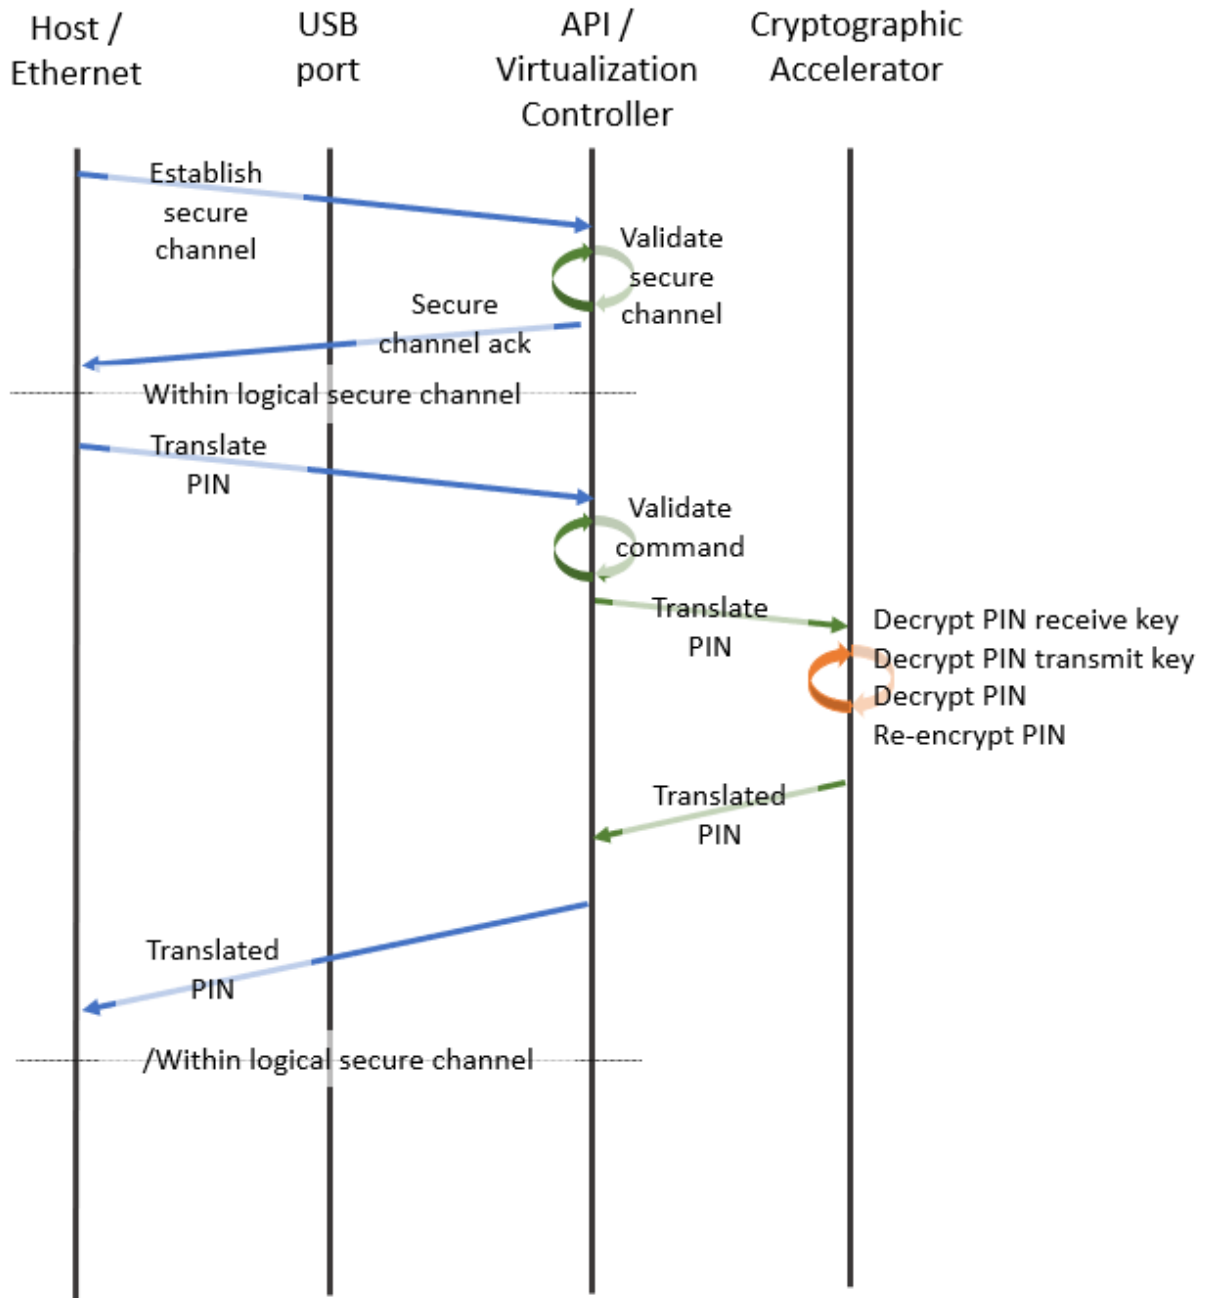 Host /
Ethernet
USB
port
API /
Virtualization
Controller
Cryptographic
Accelerator
Establish
secure
channel
Validate
secure
channel
Secure
channel ack
Within logical secure channel
Translate
PIN
Validate
command
Translate
PIN
Decrypt PIN receive key
Decrypt PIN transmit key
Decrypt PIN
Re-encrypt PIN
Translated
PIN
Translated
PIN
/Within logical secure channel